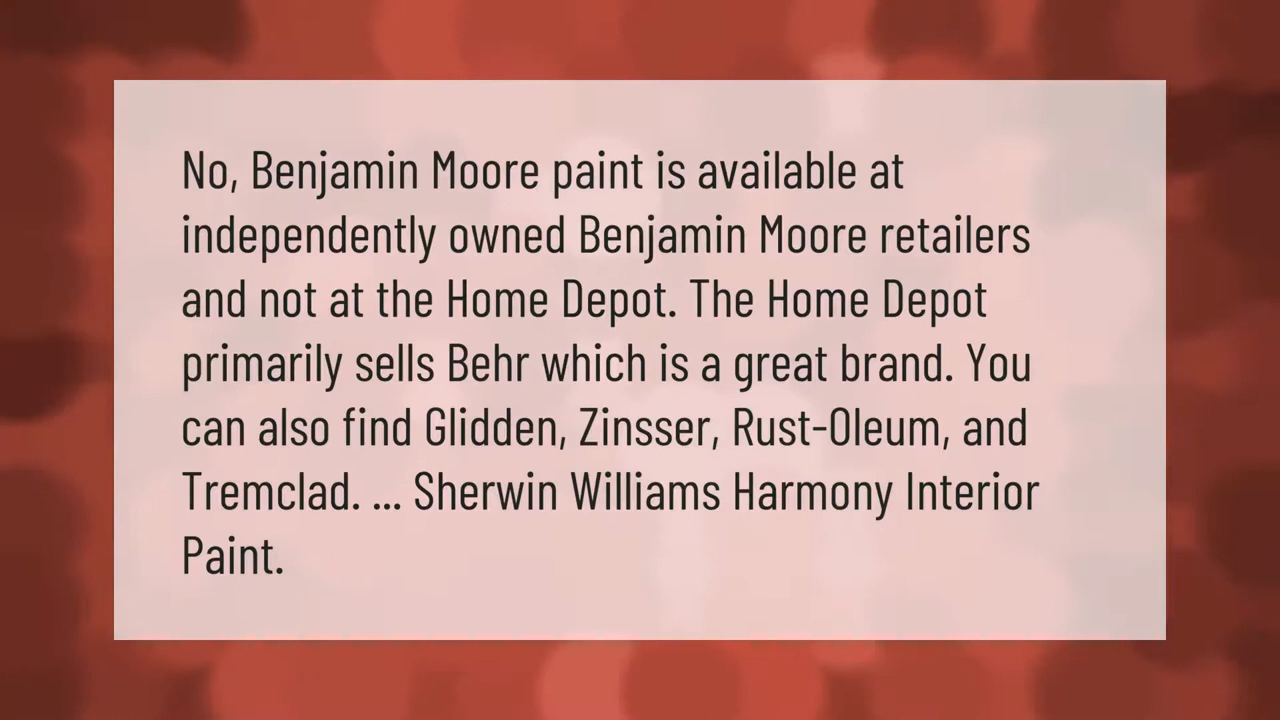 No, Benjamin Moore paint is available at
independently owned Benjamin Moore retailers
and not at the Home Depot. The Home Depot
primarily sells Behr which is a great brand. You
can also find Glidden, Zinsser, Rust-Oleum, and
Tremclad. ... Sherwin Williams Harmony Interior
Paint.